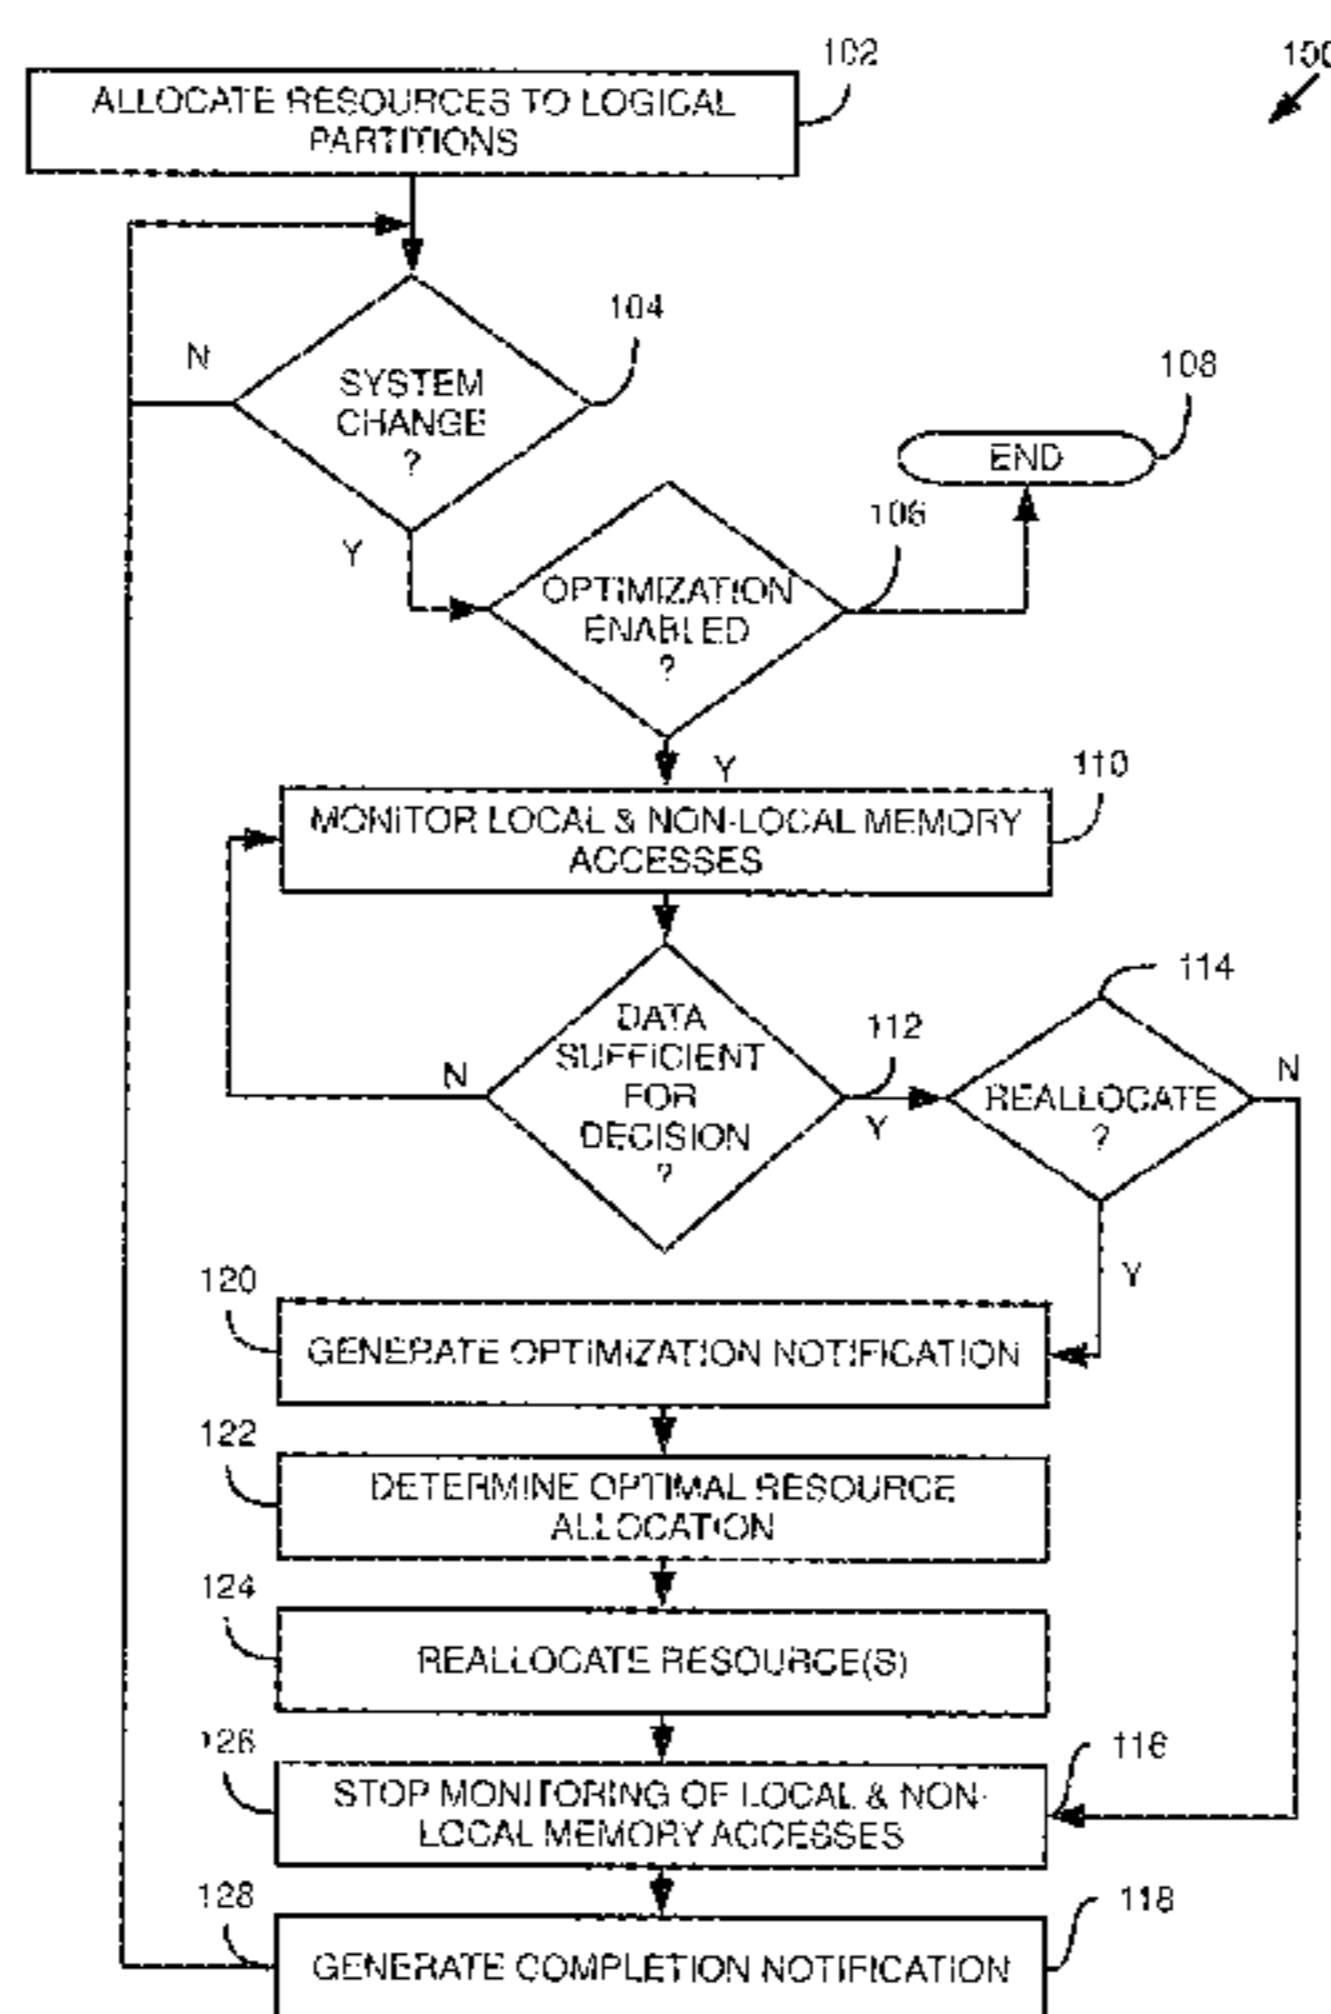 102
100
ALLOCATE RESOURCES TO LOGICAL
PARTITIONS
104
N
SYSTEM
CHANGE
?
108
END
Y
106
OPTIMIZATION
ENABLED
?
Y
110
MONITOR LOCAL & NON-LOCAL MEMORY
ACCESSES
114
DATA
SUFFICIENT
FOR
DECISION
?
112
N
Y
REALLOCATE
?
N
Y
120
GENERATE OPTIMIZATION NOTIFICATION
122
DETERMINE OPTIMAL RESOURCE
ALLOCATION
124
REALLOCATE RESOURCE(S)
126
116
STOP MONITORING OF LOCAL & NON-
LOCAL MEMORY ACCESSES
128
118
GENERATE COMPLETION NOTIFICATION